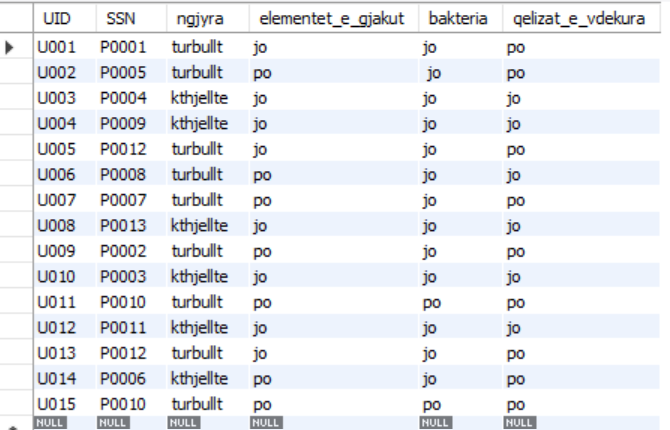 UID SSN ngjyra elementet_e_gjakut bakteria qelizat_e_vdekura
U001 P0001 turbullt jo jo po
U002 P0005 turbullt po jo po
U003 P0004 kthjellte jo jo jo
U004 P0009 kthjellte jo jo jo
U005 P0012 turbullt jo jo po
U006 P0008 turbullt po jo jo
U007 P0007 turbullt po jo po
U008 P0013 kthjellte jo jo jo
U009 P0002 turbullt po jo po
U010 P0003 kthjellte jo jo jo
U011 P0010 turbullt po po po
U012 P0011 kthjellte jo jo jo
U013 P0012 turbullt jo jo po
U014 P0006 kthjellte po jo po
U015 P0010 turbullt po po po
NULL NULL NULL NULL NULL NULL